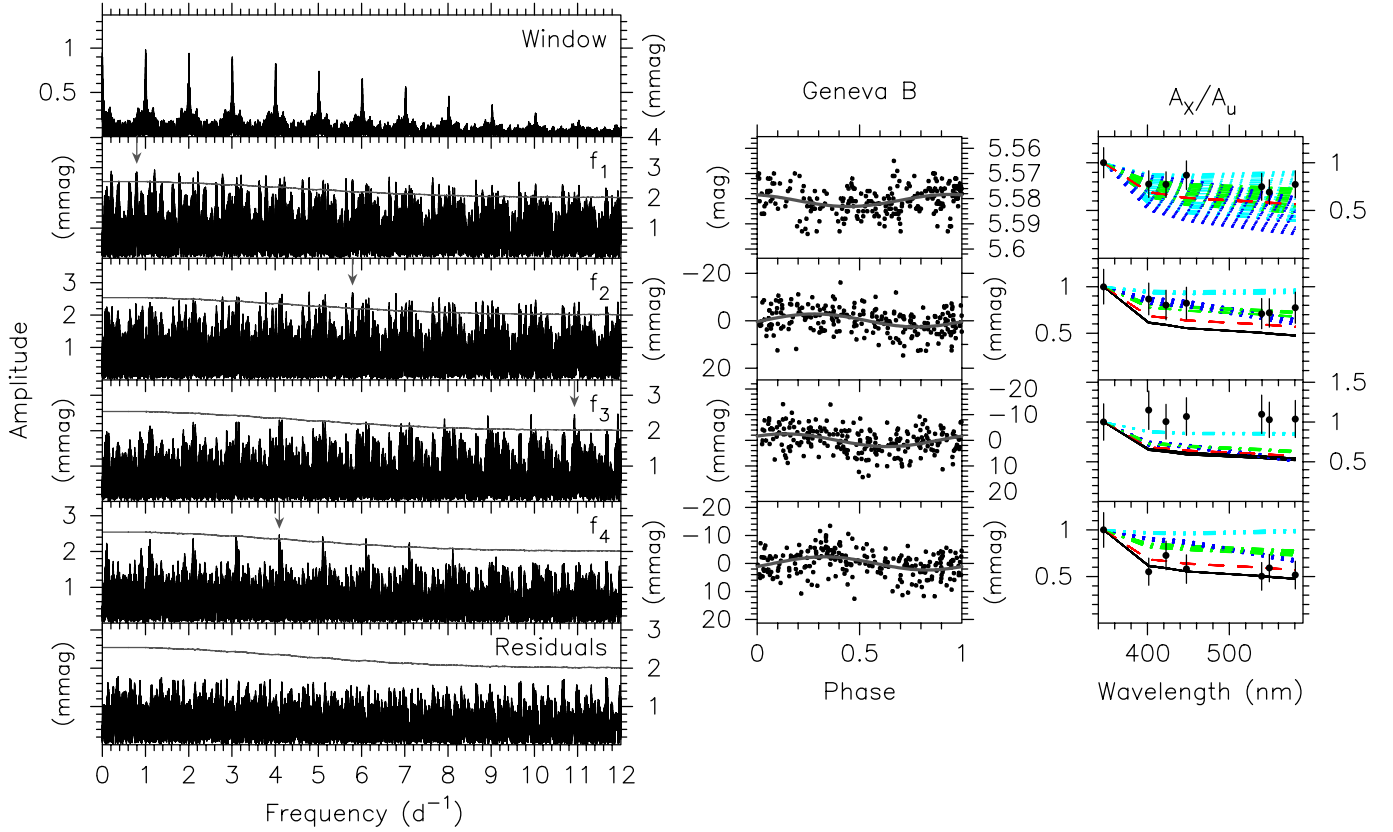 Window
1
0.5
(mmag)
4
f1
3
2
1
(mmag)
f2
3
2
1
(mmag)
f3
3
2
1
(mmag)
f4
3
2
1
(mmag)
Residuals
3
2
1
(mmag)
Amplitude
0 1 2 3 4 5 6 7 8 9 10 11 12
Frequency (d⁻¹)
Geneva B
5.56
5.57
5.58
5.59
5.6
(mag)
−20
0
20
(mmag)
−20
−10
0
10
20
(mmag)
−20
−10
0
10
20
(mmag)
0 0.5 1
Phase
A_X/A_u
1
0.5
1
0.5
1.5
1
0.5
1
0.5
400 500
Wavelength (nm)